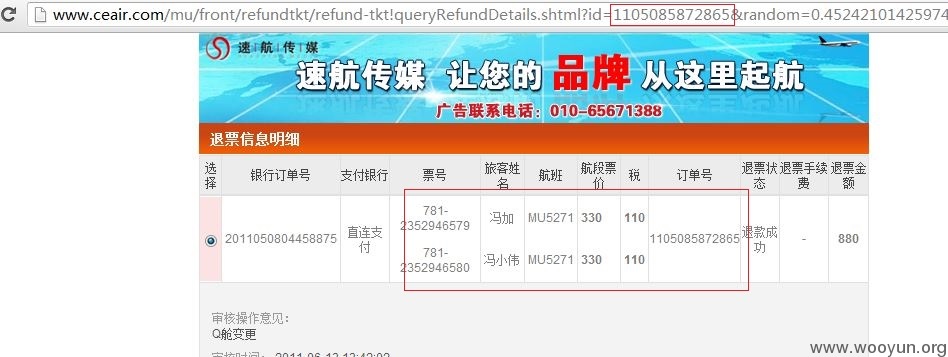 www.ceair.com/mu/front/refundtkt/refund-tkt!queryRefundDetails.shtml?id=1105085872865&random=0.45242101425974
速航传媒
速航传媒 让您的 品牌 从这里起航
广告联系电话：010-65671388
退票信息明细
选择 银行订单号 支付银行 票号 旅客姓名 航班 航段票价 税 订单号 退票状态 退票手续费 退票金额
2011050804458875 直连支付 781-2352946579 冯加 MU5271 330 110 1105085872865 退款成功 - 880
781-2352946580 冯小伟 MU5271 330 110
审核操作意见：
Q舱变更
审核时间： 2011-06-13 13:42:02
www.wooyun.org